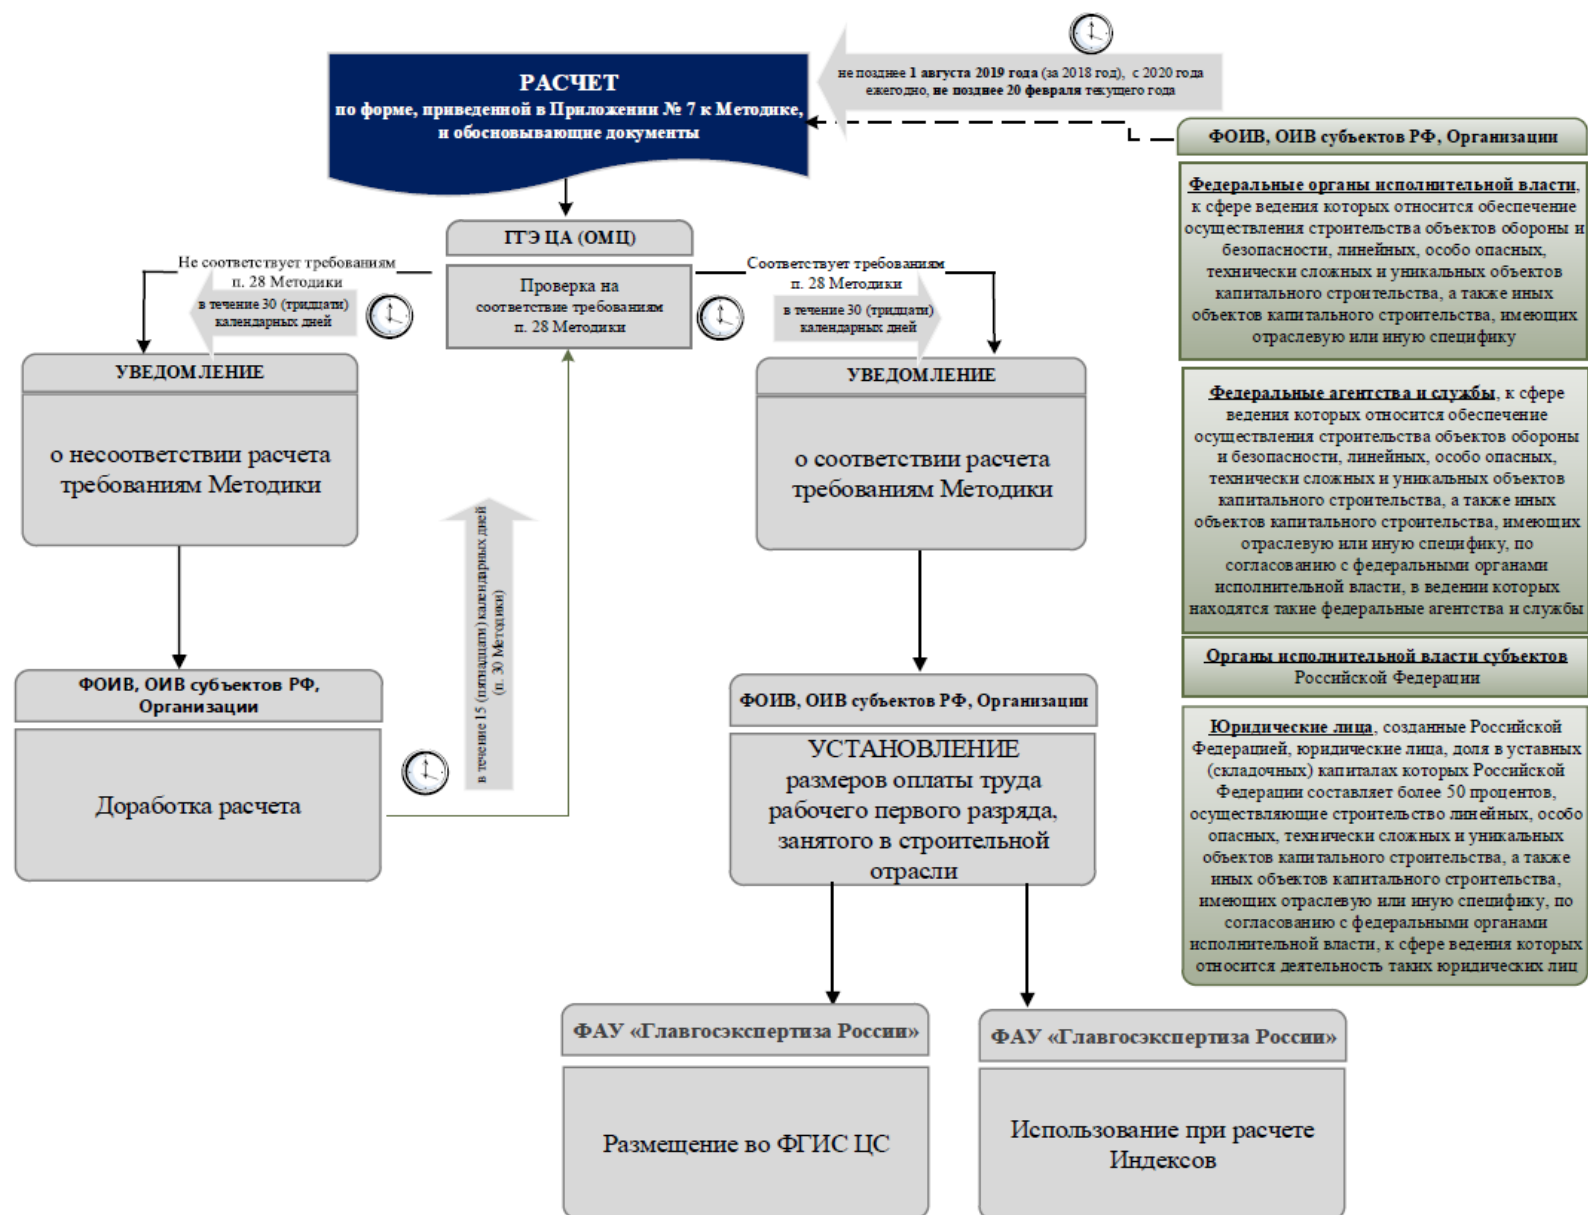 не позднее 1 августа 2019 года (за 2018 год), с 2020 года
ежегодно, не позднее 20 февраля текущего года
РАСЧЕТ
по форме, приведенной в Приложении № 7 к Методике,
и обосновывающие документы
ФОИВ, ОИВ субъектов РФ, Организации
Федеральные органы исполнительной власти,
к сфере ведения которых относится обеспечение
осуществления строительства объектов обороны и
безопасности, линейных, особо опасных,
технически сложных и уникальных объектов
капитального строительства, а также иных
объектов капитального строительства, имеющих
отраслевую или иную специфику
Федеральные агентства и службы, к сфере
ведения которых относится обеспечение
осуществления строительства объектов обороны
и безопасности, линейных, особо опасных,
технически сложных и уникальных объектов
капитального строительства, а также иных
объектов капитального строительства, имеющих
отраслевую или иную специфику, по
согласованию с федеральными органами
исполнительной власти, в ведении которых
находятся такие федеральные агентства и службы
Органы исполнительной власти субъектов
Российской Федерации
Юридические лица, созданные Российской
Федерацией, юридические лица, доля в уставных
(складочных) капиталах которых Российской
Федерации составляет более 50 процентов,
осуществляющие строительство линейных, особо
опасных, технически сложных и уникальных
объектов капитального строительства, а также
иных объектов капитального строительства,
имеющих отраслевую или иную специфику, по
согласованию с федеральными органами
исполнительной власти, к сфере ведения которых
относится деятельность таких юридических лиц
ГГЭ ЦА (ОМЦ)
Проверка на
соответствие требованиям
п. 28 Методики
Не соответствует требованиям
п. 28 Методики
в течение 30 (тридцати)
календарных дней
Соответствует требованиям
п. 28 Методики
в течение 30 (тридцати)
календарных дней
УВЕДОМЛЕНИЕ
о несоответствии расчета
требованиям Методики
УВЕДОМЛЕНИЕ
о соответствии расчета
требованиям Методики
в течение 15 (пятнадцати) календарных дней
(п. 30 Методики)
ФОИВ, ОИВ субъектов РФ,
Организации
Доработка расчета
ФОИВ, ОИВ субъектов РФ, Организации
УСТАНОВЛЕНИЕ
размеров оплаты труда
рабочего первого разряда,
занятого в строительной
отрасли
ФАУ «Главгосэкспертиза России»
Размещение во ФГИС ЦС
ФАУ «Главгосэкспертиза России»
Использование при расчете
Индексов